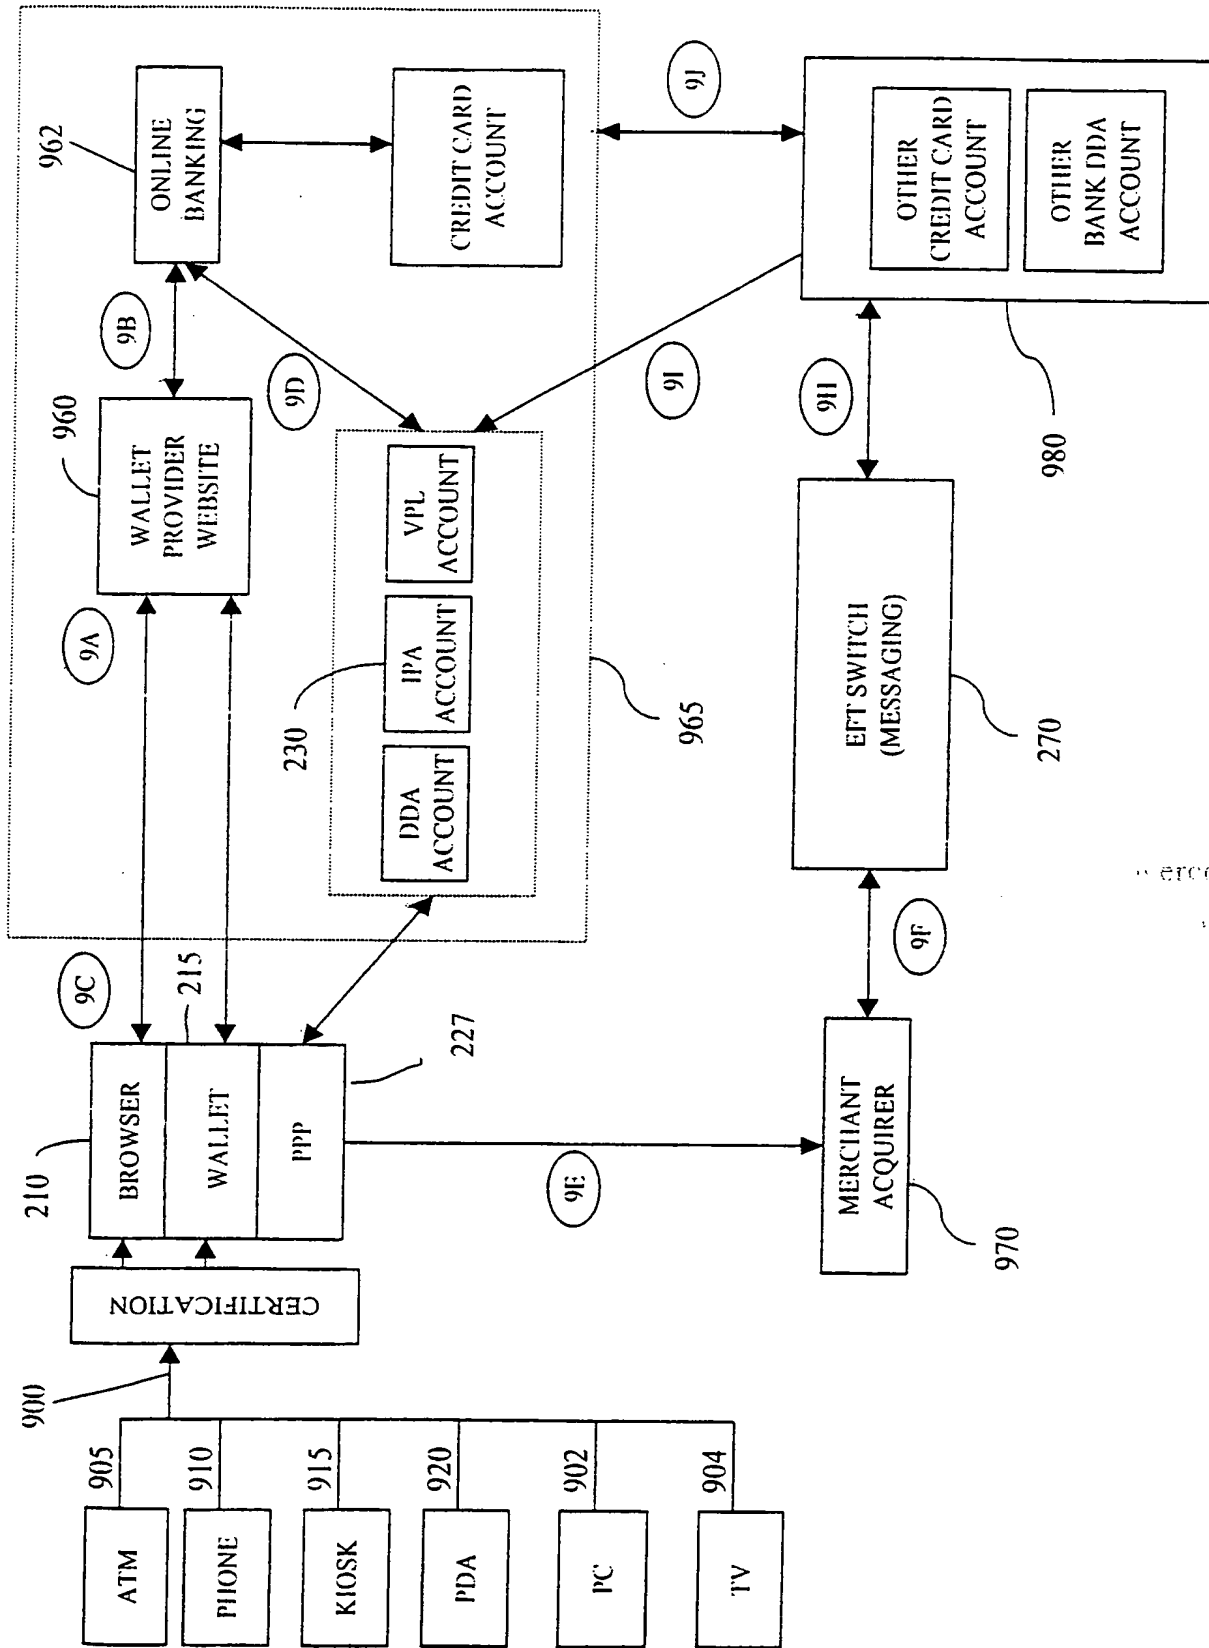 ATM
905
PHONE
910
KIOSK
915
PDA
920
PC
902
TV
904
900
CERTIFICATION
210
BROWSER
WALLET
PPP
215
227
9C
9A
9E
MERCHANT
ACQUIRER
970
9F
960
WALLET
PROVIDER
WEBSITE
9B
962
ONLINE
BANKING
9D
CREDIT CARD
ACCOUNT
230
DDA
ACCOUNT
IPA
ACCOUNT
VPL
ACCOUNT
965
9I
9J
EFT SWITCH
(MESSAGING)
270
9H
980
OTHER
CREDIT CARD
ACCOUNT
OTHER
BANK DDA
ACCOUNT